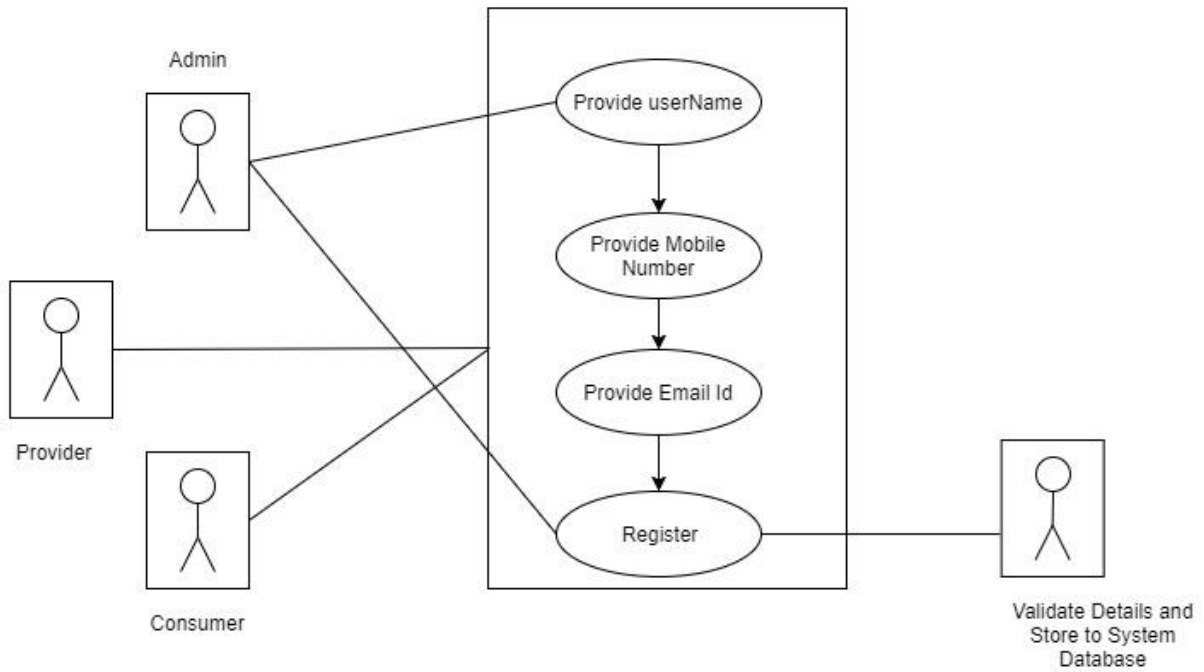 Admin
Provide userName
Provide Mobile
Number
Provide Email Id
Provider
Register
Consumer
Validate Details and
Store to System
Database